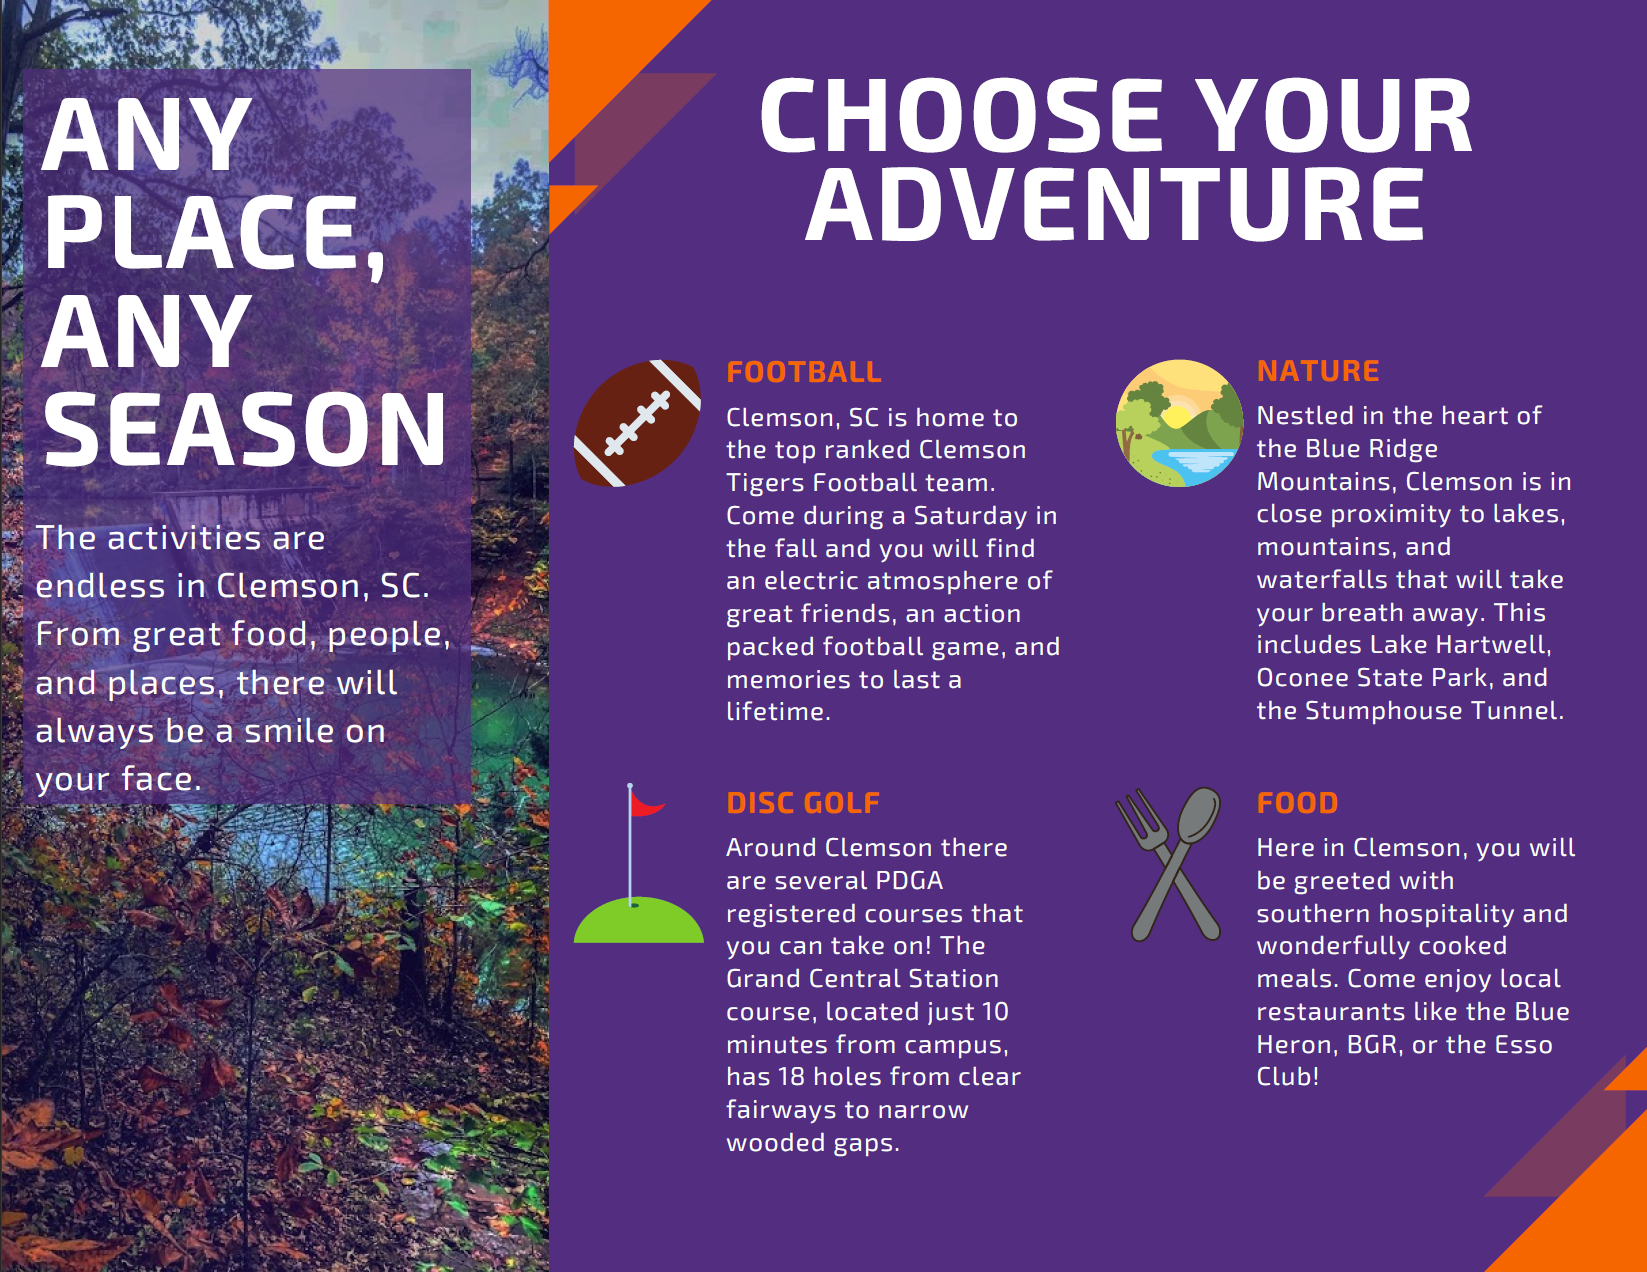 ANY
PLACE,
ANY
SEASON
The activities are
endless in Clemson, SC.
From great food, people,
and places, there will
always be a smile on
your face.
CHOOSE YOUR
ADVENTURE
FOOTBALL
Clemson, SC is home to
the top ranked Clemson
Tigers Football team.
Come during a Saturday in
the fall and you will find
an electric atmosphere of
great friends, an action
packed football game, and
memories to last a
lifetime.
NATURE
Nestled in the heart of
the Blue Ridge
Mountains, Clemson is in
close proximity to lakes,
mountains, and
waterfalls that will take
your breath away. This
includes Lake Hartwell,
Oconee State Park, and
the Stumphouse Tunnel.
DISC GOLF
Around Clemson there
are several PDGA
registered courses that
you can take on! The
Grand Central Station
course, located just 10
minutes from campus,
has 18 holes from clear
fairways to narrow
wooded gaps.
FOOD
Here in Clemson, you will
be greeted with
southern hospitality and
wonderfully cooked
meals. Come enjoy local
restaurants like the Blue
Heron, BGR, or the Esso
Club!